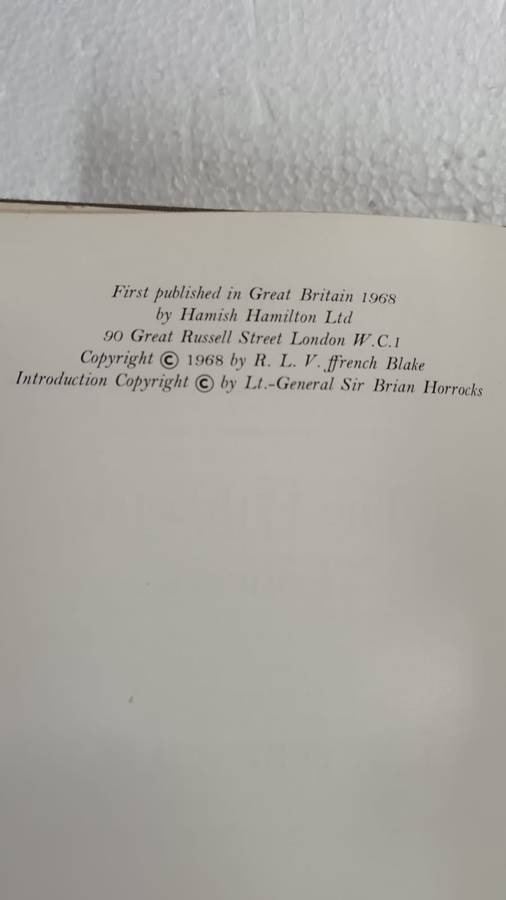 First published in Great Britain 1968
by Hamish Hamilton Ltd
90 Great Russell Street London W.C.1
Copyright © 1968 by R. L. V. ffrench Blake
Introduction Copyright © by Lt.-General Sir Brian Horrocks